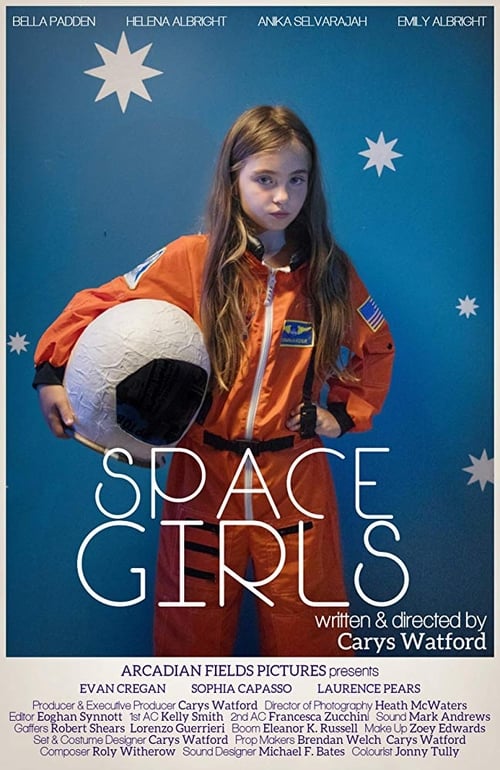 BELLA PADDEN HELENA ALBRIGHT ANIKA SELVARAJAH EMILY ALBRIGHT
SPACE
GIRLS
written & directed by
Carys Watford
ARCADIAN FIELDS PICTURES presents
EVAN CREGAN SOPHIA CAPASSO LAURENCE PEARS
Producer & Executive Producer Carys Watford Director of Photography Heath McWaters
Editor Eoghan Synnott 1st AC Kelly Smith 2nd AC Francesca Zucchini Sound Mark Andrews
Gaffers Robert Shears Lorenzo Guerrieri Boom Eleanor K. Russell Make Up Zoey Edwards
Set & Costume Designer Carys Watford Prop Makers Brendan Welch Carys Watford
Composer Roly Witherow Sound Designer Michael F. Bates Colourist Jonny Tully